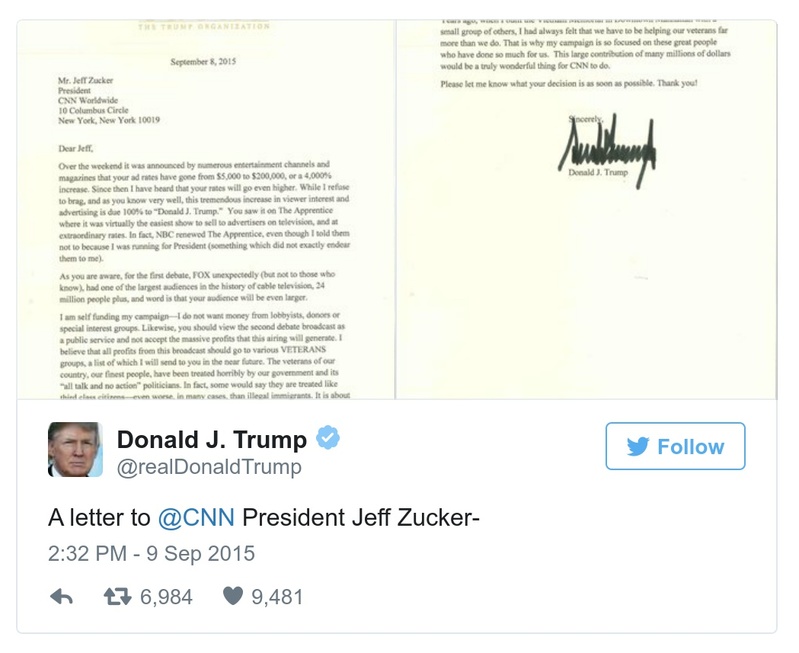 THE TRUMP ORGANIZATION
September 8, 2015
Mr. Jeff Zucker
President
CNN Worldwide
10 Columbus Circle
New York, New York 10019
Dear Jeff,
Over the weekend it was announced by numerous entertainment channels and
magazines that your ad rates have gone from $5,000 to $200,000, or a 4,000%
increase. Since then I have heard that your rates will go even higher. While I refuse
to brag, and as you know very well, this tremendous increase in viewer interest and
advertising is due 100% to "Donald J. Trump." You saw it on The Apprentice
where it was virtually the easiest show to sell to advertisers on television, and at
extraordinary rates. In fact, NBC renewed The Apprentice, even though I told them
not to because I was running for President (something which did not exactly endear
them to me).
As you are aware, for the first debate, FOX unexpectedly (but not to those who
know), had one of the largest audiences in the history of cable television, 24
million people plus, and word is that your audience will be even larger.
I am self funding my campaign—I do not want money from lobbyists, donors or
special interest groups. Likewise, you should view the second debate broadcast as
a public service and not accept the massive profits that this airing will generate. I
believe that all profits from this broadcast should go to various VETERANS
groups, a list of which I will send to you in the near future. The veterans of our
country, our finest people, have been treated horribly by our government and its
"all talk and no action" politicians. In fact, some would say they are treated like
third class citizens—even worse, in many cases, than illegal immigrants. It is about
years ago, when I built the Vietnam Memorial in Downtown Manhattan with a
small group of others, I had always felt that we have to be helping our veterans far
more than we do. That is why my campaign is so focused on these great people
who have done so much for us. This large contribution of many millions of dollars
would be a truly wonderful thing for CNN to do.
Please let me know what your decision is as soon as possible. Thank you!
Sincerely,
Donald J. Trump
Donald J. Trump
@realDonaldTrump
Follow
A letter to @CNN President Jeff Zucker-
2:32 PM - 9 Sep 2015
6,984
9,481